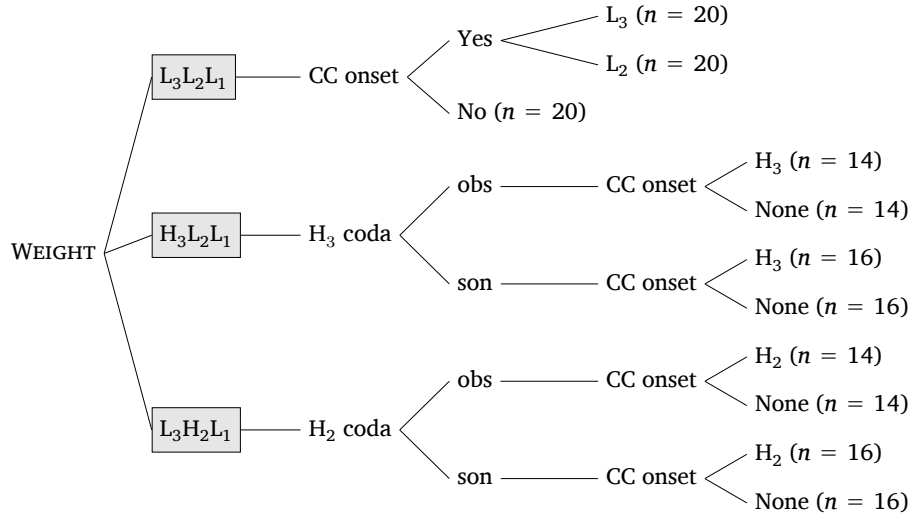 WEIGHT
L₃L₂L₁
CC onset
Yes
L₃ (n = 20)
L₂ (n = 20)
No (n = 20)
H₃L₂L₁
H₃ coda
obs
CC onset
H₃ (n = 14)
None (n = 14)
son
CC onset
H₃ (n = 16)
None (n = 16)
L₃H₂L₁
H₂ coda
obs
CC onset
H₂ (n = 14)
None (n = 14)
son
CC onset
H₂ (n = 16)
None (n = 16)